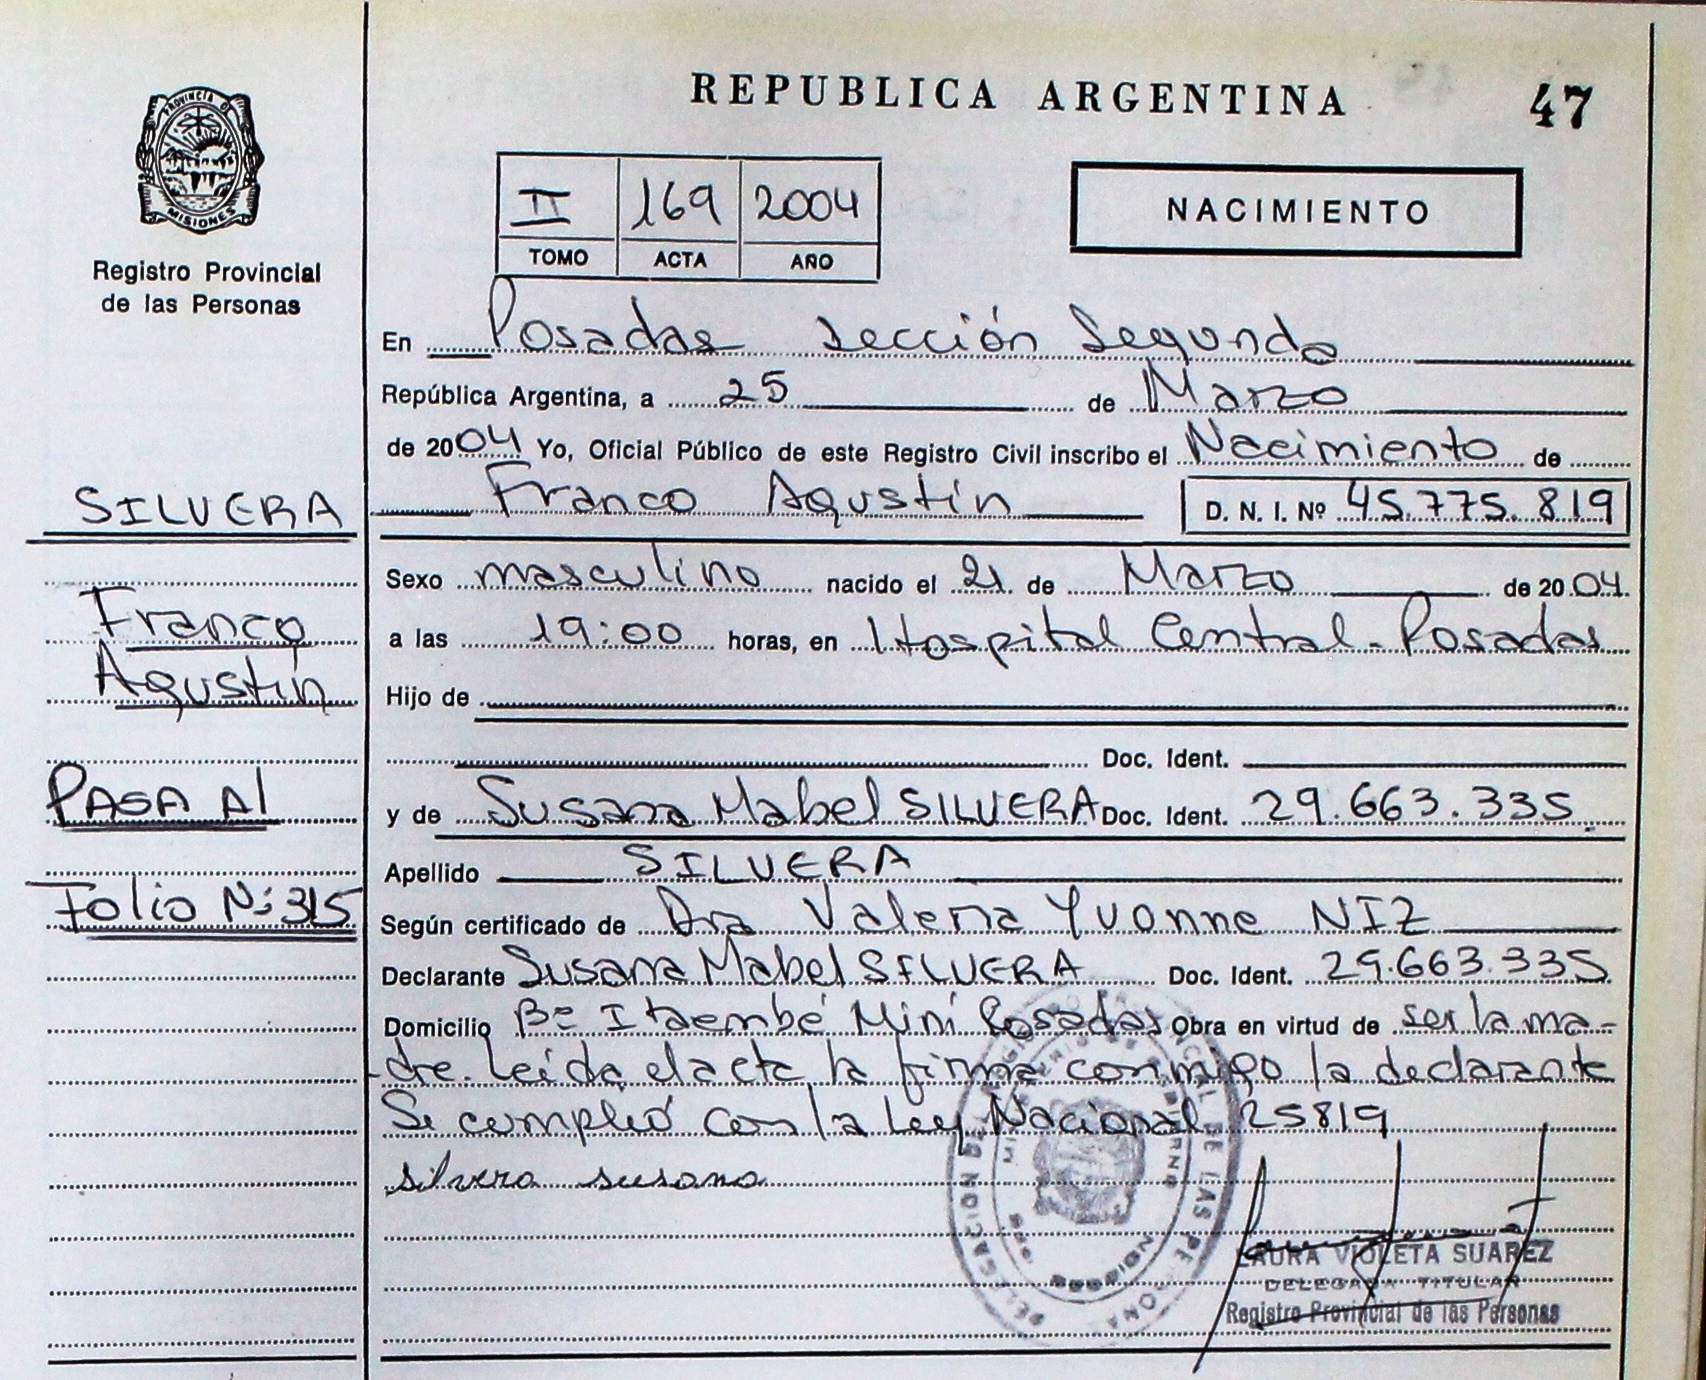 REPUBLICA ARGENTINA 47
PROVINCIA DE
MISIONES
Registro Provincial
de las Personas
II 169 2004
TOMO ACTA AÑO
NACIMIENTO
En Posadas Sección Segunda
República Argentina, a 25 de Marzo
de 2004 Yo, Oficial Público de este Registro Civil inscribo el Nacimiento de
Franco Agustín D. N. I. Nº 45.775.819
SILVERA
Franco
Agustín
PASA Al
Folio Nº 315
Sexo masculino nacido el 21 de Marzo de 2004
a las 19:00 horas, en Hospital Central - Posadas
Hijo de
Doc. Ident.
y de Susana Mabel SILVERA Doc. Ident. 29.663.335
Apellido SILVERA
Según certificado de Dra Valeria Yvonne NIZ
Declarante Susana Mabel SILVERA Doc. Ident. 29.663.335
Domicilio Bº Itaembé Miní Posadas Obra en virtud de ser la ma-
dre. Leída el acta, la firma conmigo la declarante
Se cumplió con la Ley Nacional 25819
silvera susana
LAURA VIOLETA SUAREZ
DELEGADA TITULAR
Registro Provincial de las Personas